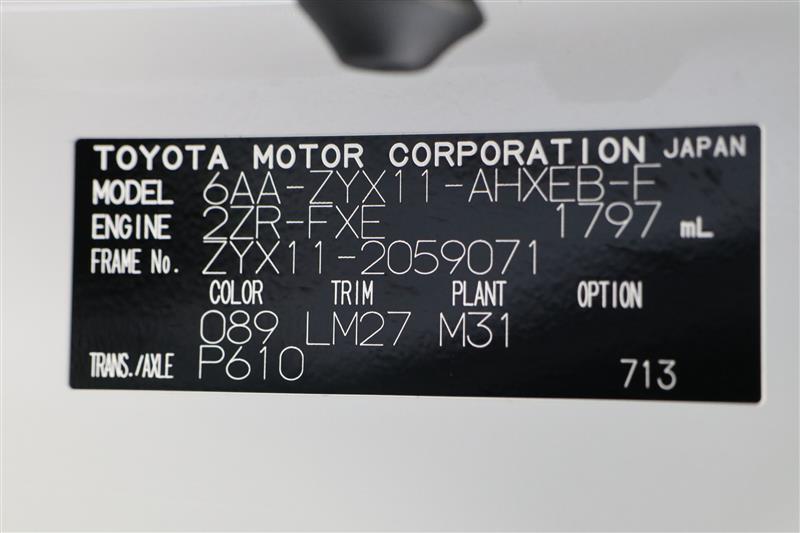 TOYOTA MOTOR CORPORATION JAPAN
MODEL 6AA-ZYX11-AHXEB-F
ENGINE 2ZR-FXE 1797 mL
FRAME No. ZYX11-2059071
COLOR TRIM PLANT OPTION
089 LM27 M31
TRANS./AXLE P610 713